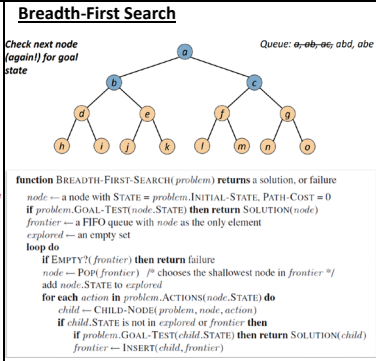 Breadth-First Search
Check next node
(again!) for goal
state
Queue: a, ab, ac, abd, abe
a
b
c
d
e
f
g
h
i
j
k
l
m
n
o
function BREADTH-FIRST-SEARCH(problem) returns a solution, or failure
node ← a node with STATE = problem.INITIAL-STATE, PATH-COST = 0
if problem.GOAL-TEST(node.STATE) then return SOLUTION(node)
frontier ← a FIFO queue with node as the only element
explored ← an empty set
loop do
if EMPTY?(frontier) then return failure
node ← POP(frontier) /* chooses the shallowest node in frontier */
add node.STATE to explored
for each action in problem.ACTIONS(node.STATE) do
child ← CHILD-NODE(problem, node, action)
if child.STATE is not in explored or frontier then
if problem.GOAL-TEST(child.STATE) then return SOLUTION(child)
frontier ← INSERT(child, frontier)